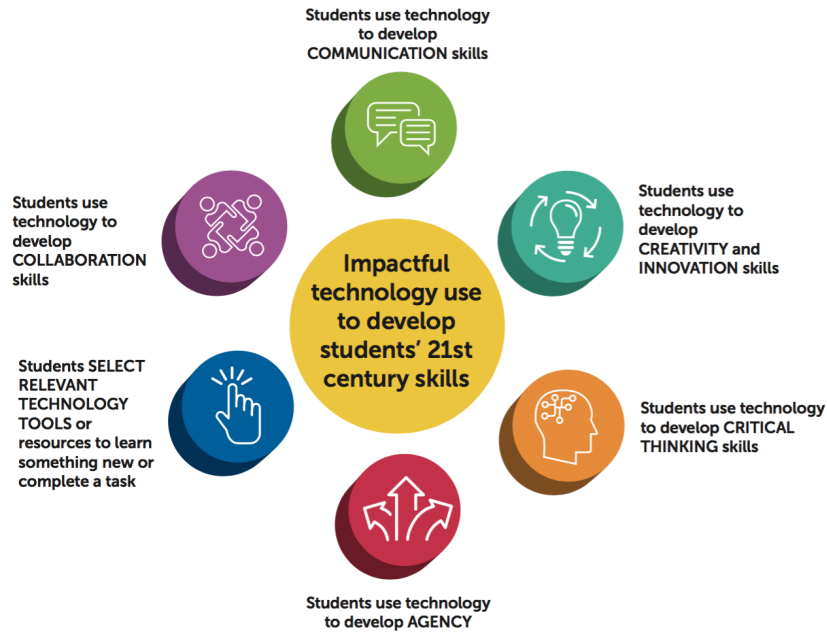 Students use technology
to develop
COMMUNICATION skills
Students use
technology to
develop
CREATIVITY and
INNOVATION skills
Students use technology
to develop CRITICAL
THINKING skills
Students use technology
to develop AGENCY
Students SELECT
RELEVANT
TECHNOLOGY
TOOLS or
resources to learn
something new or
complete a task
Students use
technology to
develop
COLLABORATION
skills
Impactful
technology use
to develop
students’ 21st
century skills